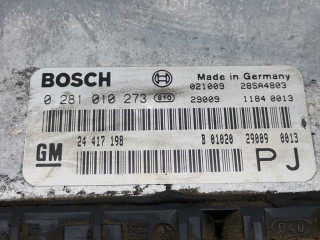 BOSCH Made in Germany
021009 28SA4803
0 281 010 273 810 29009 1184 0013
24 417 198 B 01020 29009 0013
GM PJ